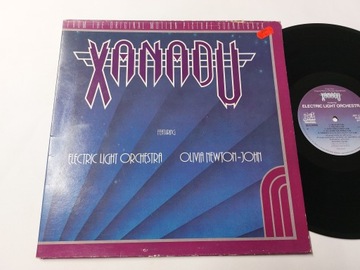 FROM THE ORIGINAL MOTION PICTURE SOUNDTRACK
XANADU
FEATURING
ELECTRIC LIGHT ORCHESTRA OLIVIA NEWTON-JOHN
XANADU
ELECTRIC LIGHT ORCHESTRA